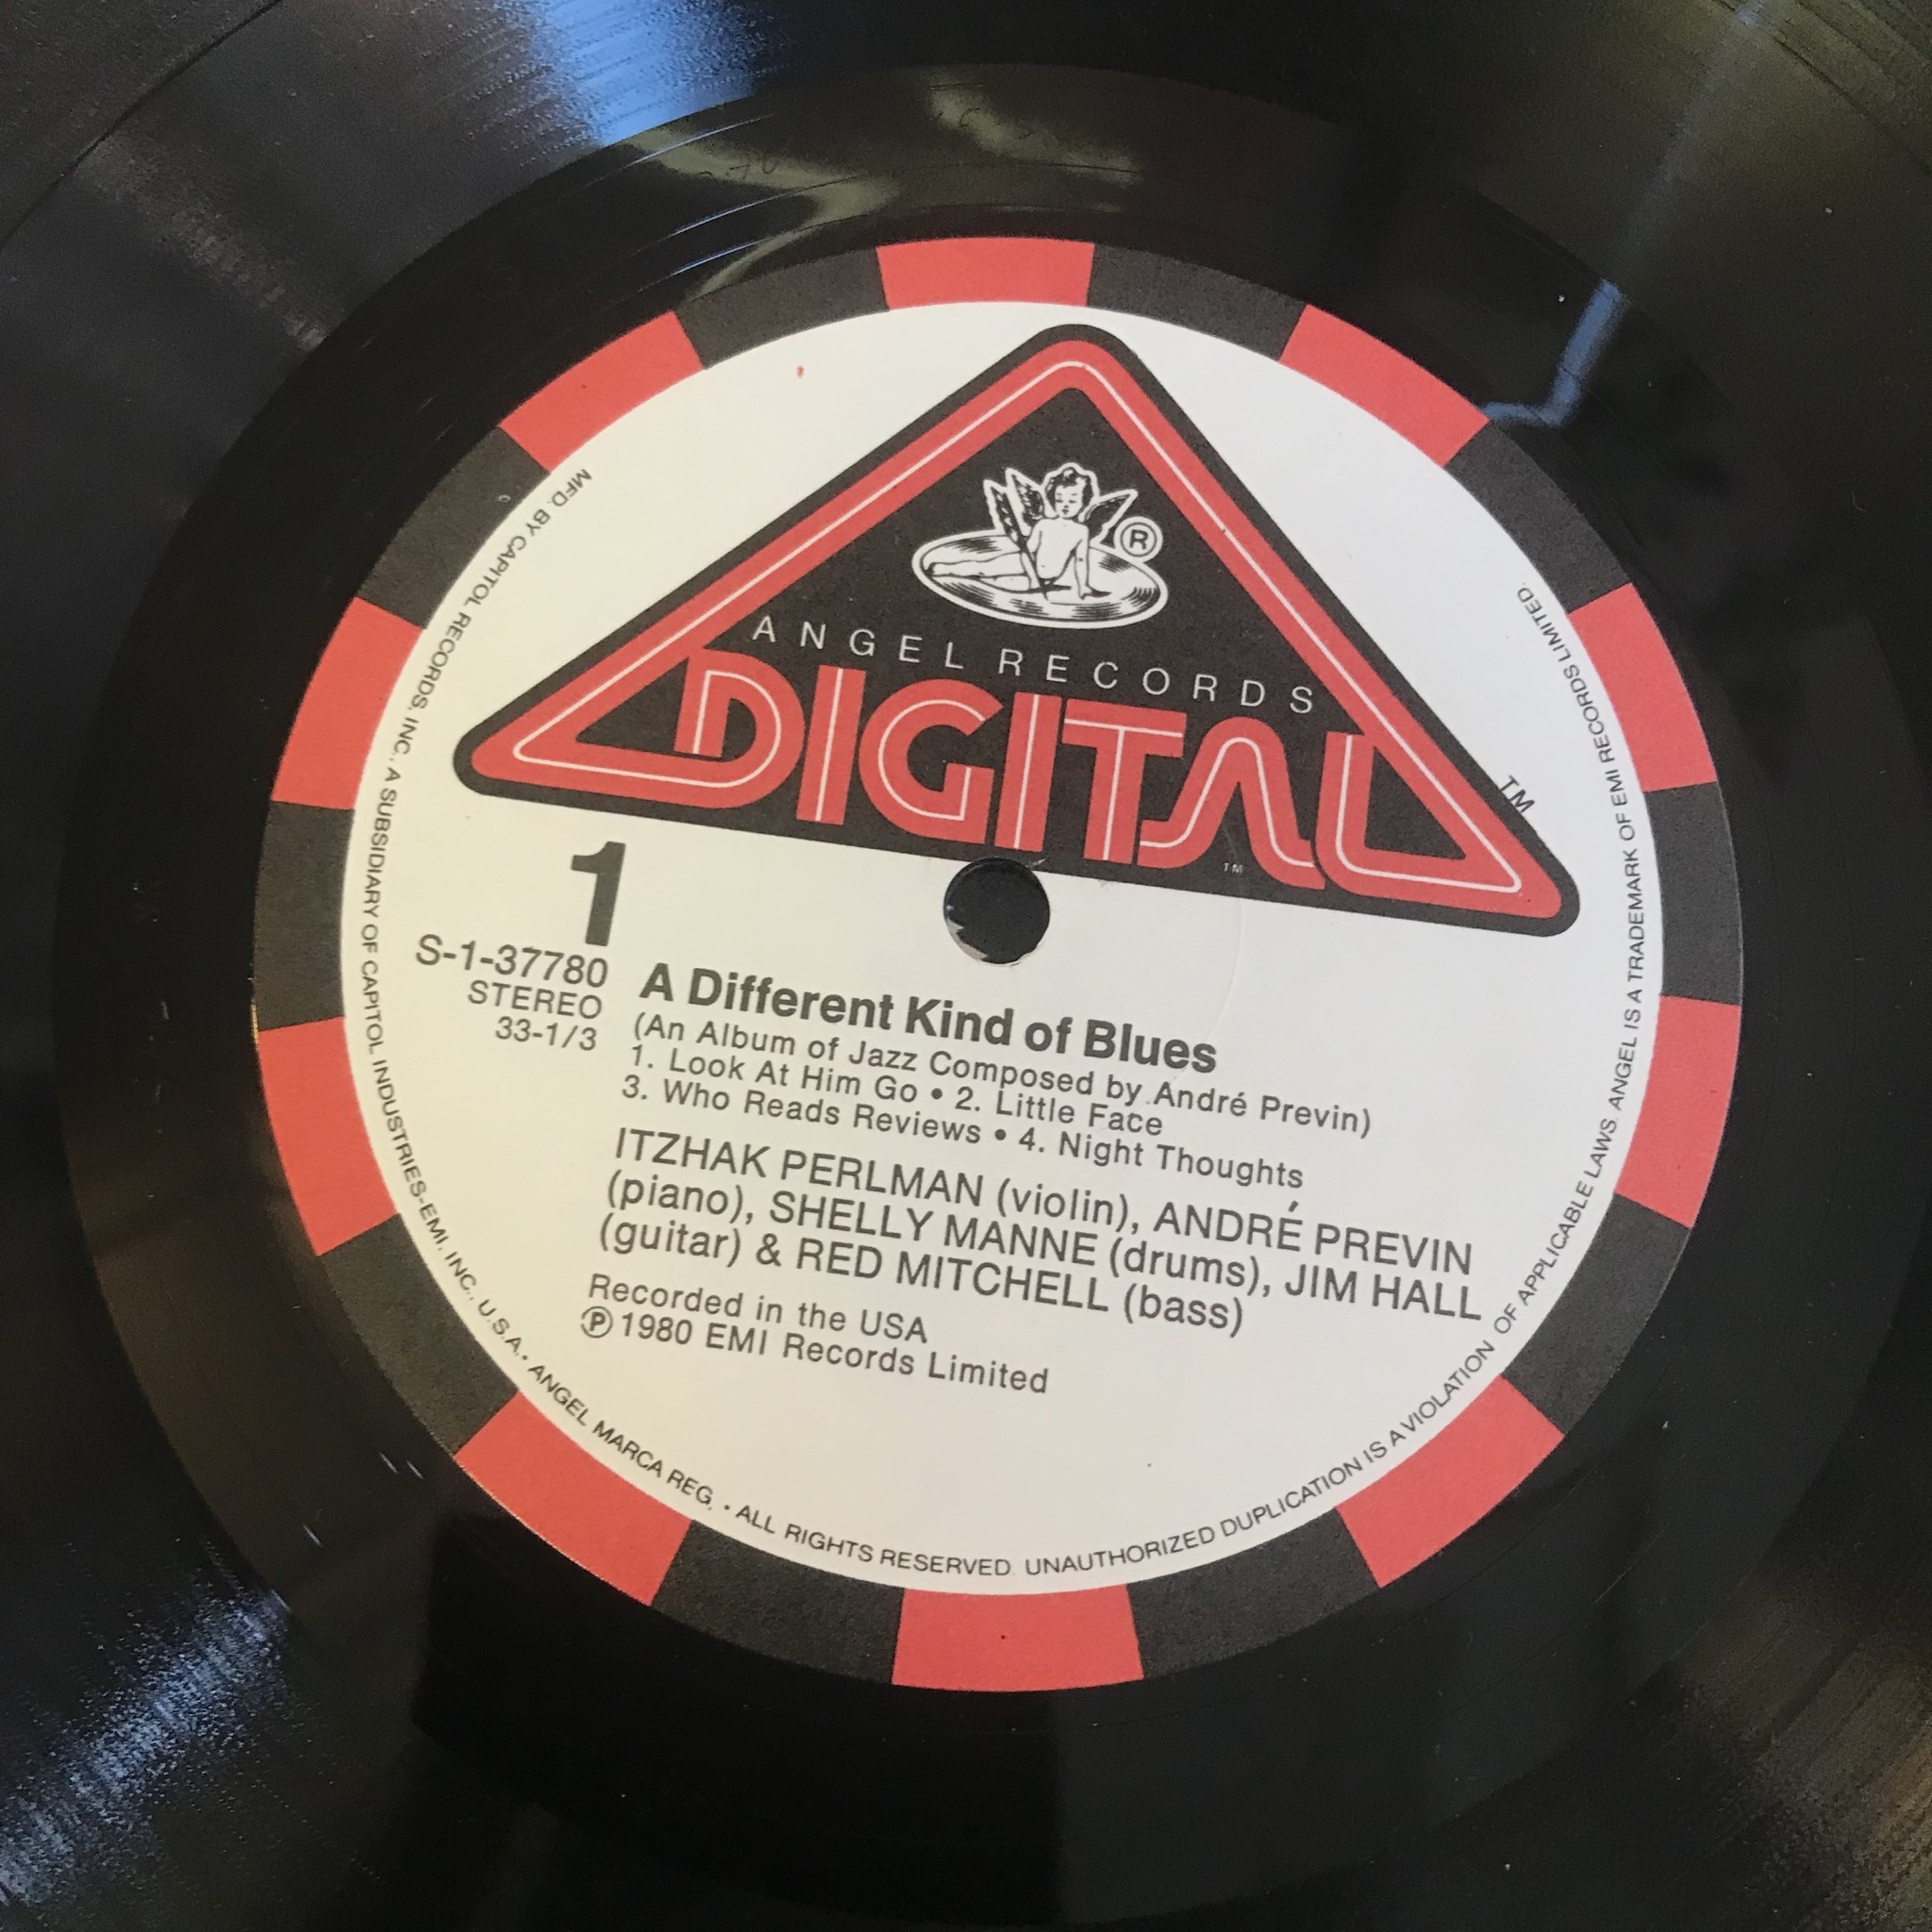 ®
ANGEL RECORDS
DIGITAL
TM
TM
1
S-1-37780
STEREO
33-1/3
A Different Kind of Blues
(An Album of Jazz Composed by André Previn)
1. Look At Him Go • 2. Little Face
3. Who Reads Reviews • 4. Night Thoughts
ITZHAK PERLMAN (violin), ANDRÉ PREVIN
(piano), SHELLY MANNE (drums), JIM HALL
(guitar) & RED MITCHELL (bass)
Recorded in the USA
℗ 1980 EMI Records Limited
MFD. BY CAPITOL RECORDS, INC., A SUBSIDIARY OF CAPITOL INDUSTRIES-EMI, INC., U.S.A. • ANGEL MARCA REG. • ALL RIGHTS RESERVED. UNAUTHORIZED DUPLICATION IS A VIOLATION OF APPLICABLE LAWS. ANGEL IS A TRADEMARK OF EMI RECORDS LIMITED.